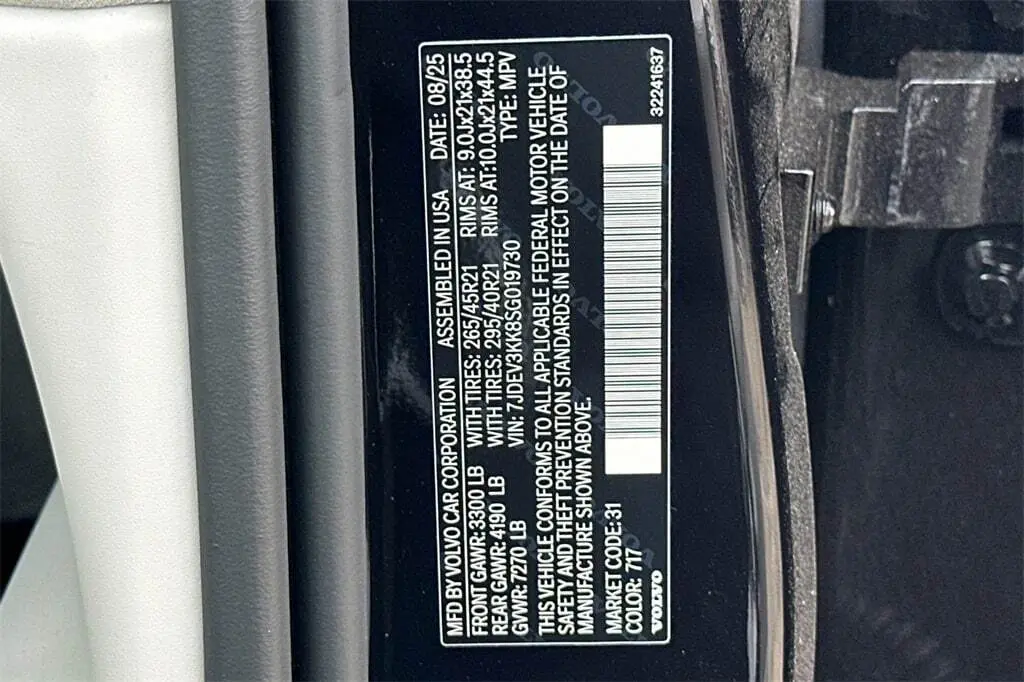 MFD BY VOLVO CAR CORPORATION ASSEMBLED IN USA DATE: 08/25
FRONT GAWR: 3300 LB WITH TIRES: 265/45R21 RIMS AT: 9.0Jx21x38.5
REAR GAWR: 4190 LB WITH TIRES: 295/40R21 RIMS AT:10.0Jx21x44.5
GVWR: 7270 LB VIN: 7JDEV3KK8SG019730 TYPE: MPV
THIS VEHICLE CONFORMS TO ALL APPLICABLE FEDERAL MOTOR VEHICLE
SAFETY AND THEFT PREVENTION STANDARDS IN EFFECT ON THE DATE OF
MANUFACTURE SHOWN ABOVE.
MARKET CODE: 31
COLOR: 717
VOLVO
32241637